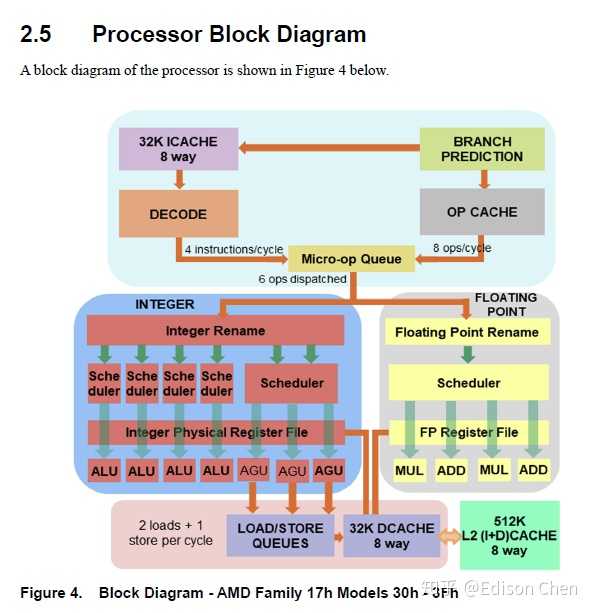 2.5 Processor Block Diagram
A block diagram of the processor is shown in Figure 4 below.
32K ICACHE
8 way
BRANCH
PREDICTION
DECODE
OP CACHE
4 instructions/cycle
8 ops/cycle
Micro-op Queue
6 ops dispatched
INTEGER
FLOATING
POINT
Integer Rename
Floating Point Rename
Sche
duler
Sche
duler
Sche
duler
Sche
duler
Scheduler
Scheduler
Integer Physical Register File
FP Register File
ALU ALU ALU ALU AGU AGU AGU
MUL ADD MUL ADD
2 loads + 1
store per cycle
LOAD/STORE
QUEUES
32K DCACHE
8 way
512K
L2 (I+D)CACHE
8 way
Figure 4. Block Diagram - AMD Family 17h Models 30h - 3Fh
知乎 @Edison Chen